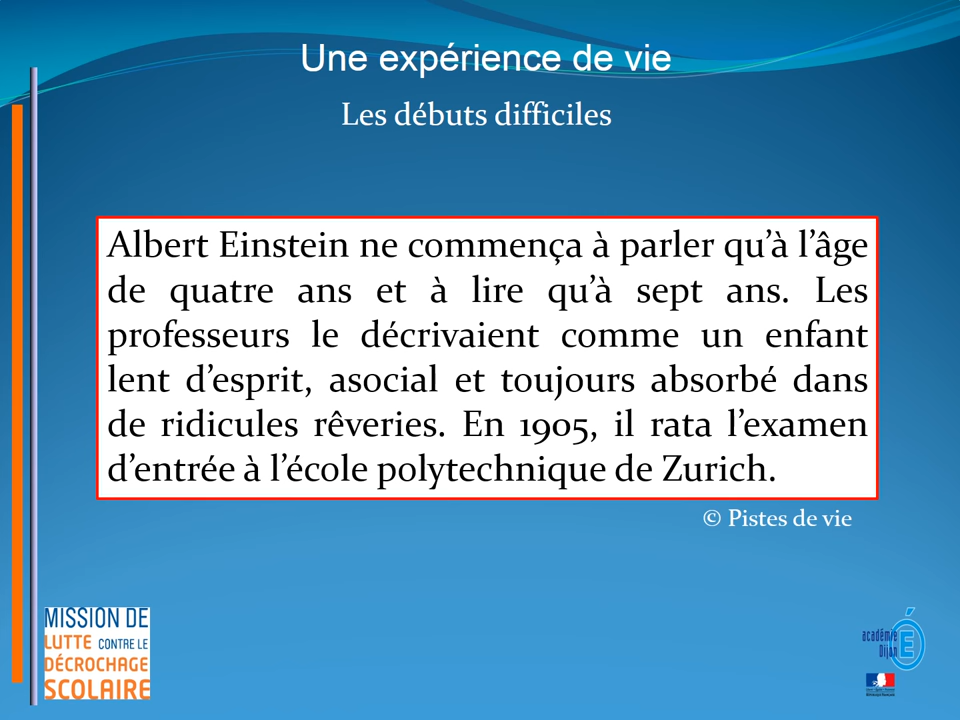 Une expérience de vie
Les débuts difficiles
Albert Einstein ne commença à parler qu’à l’âge
de quatre ans et à lire qu’à sept ans. Les
professeurs le décrivaient comme un enfant
lent d’esprit, asocial et toujours absorbé dans
de ridicules rêveries. En 1905, il rata l’examen
d’entrée à l’école polytechnique de Zurich.
© Pistes de vie
MISSION DE
LUTTE CONTRE LE
DÉCROCHAGE
SCOLAIRE
académie
Dijon
É